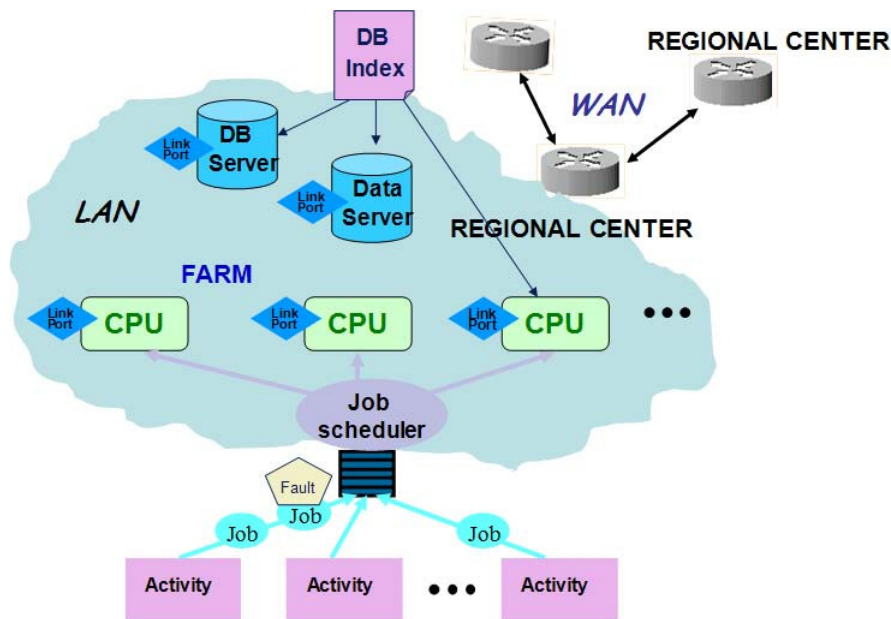 DB
Index
REGIONAL CENTER
WAN
Link
Port
DB
Server
Link
Port
Data
Server
LAN
REGIONAL CENTER
FARM
Link
Port
CPU
Link
Port
CPU
Link
Port
CPU
Job
scheduler
Fault
Job
Job
Job
Activity
Activity
Activity